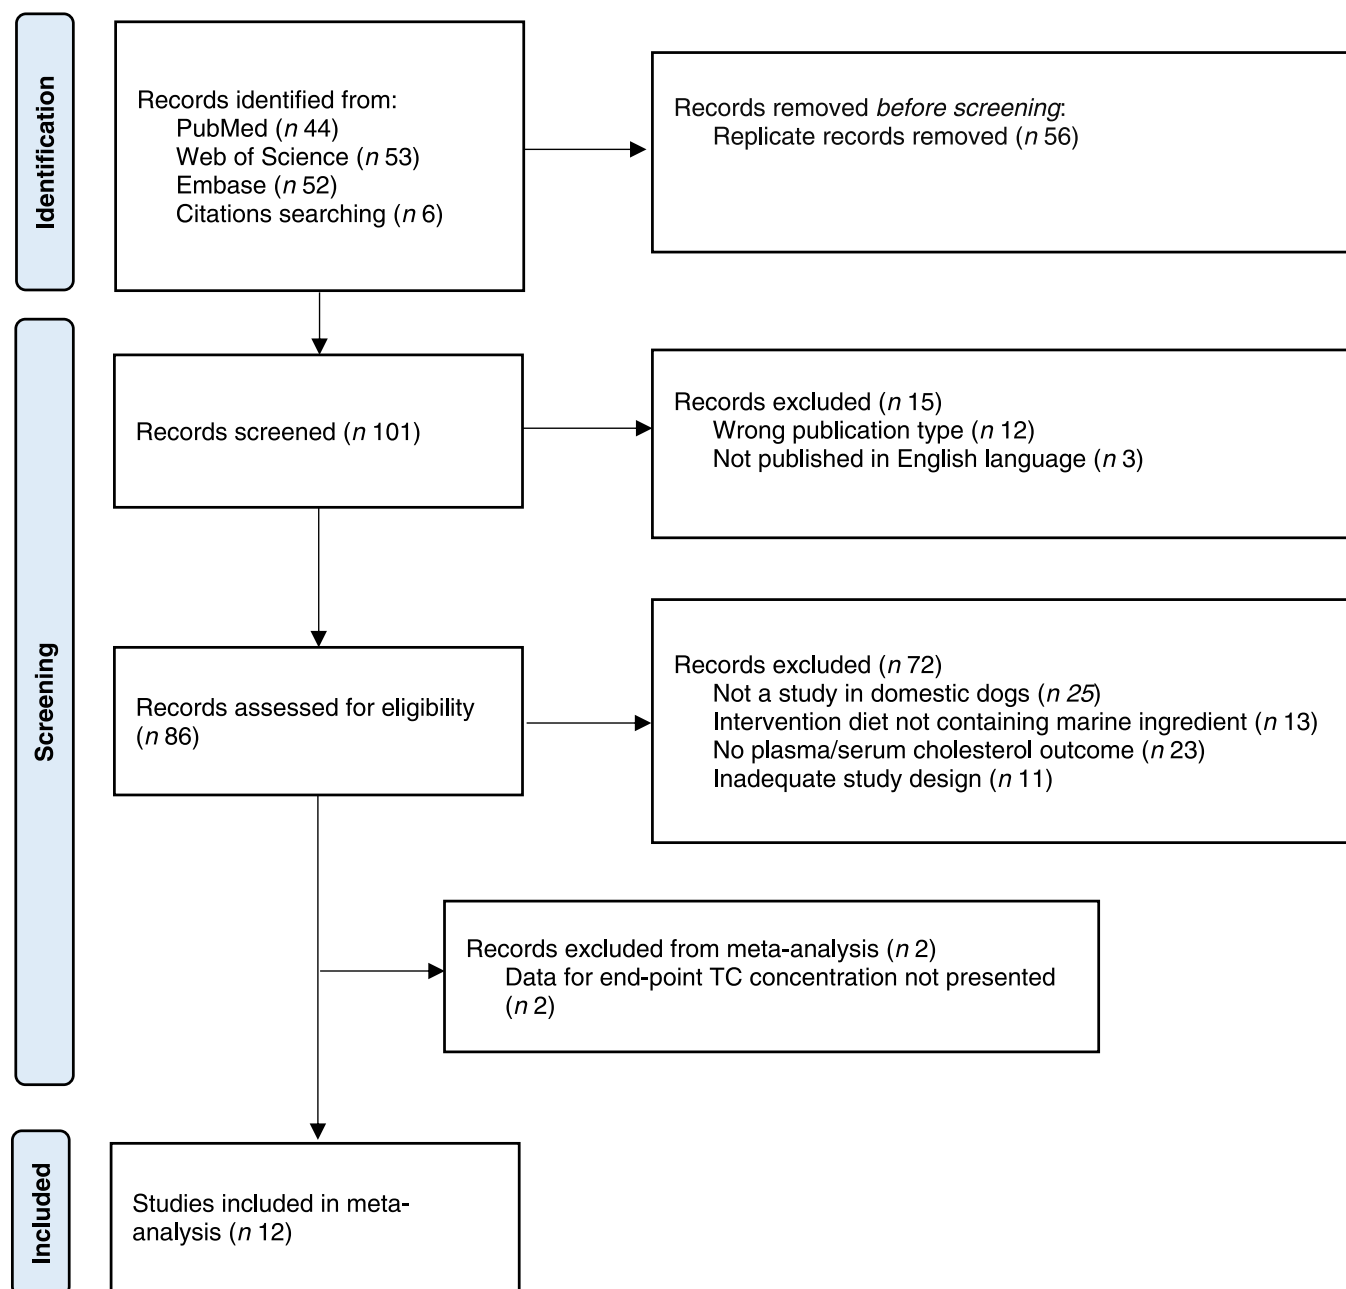 Identification
Records identified from:
PubMed (n 44)
Web of Science (n 53)
Embase (n 52)
Citations searching (n 6)
Records removed before screening:
Replicate records removed (n 56)
Screening
Records screened (n 101)
Records excluded (n 15)
Wrong publication type (n 12)
Not published in English language (n 3)
Records assessed for eligibility
(n 86)
Records excluded (n 72)
Not a study in domestic dogs (n 25)
Intervention diet not containing marine ingredient (n 13)
No plasma/serum cholesterol outcome (n 23)
Inadequate study design (n 11)
Records excluded from meta-analysis (n 2)
Data for end-point TC concentration not presented
(n 2)
Included
Studies included in meta-
analysis (n 12)